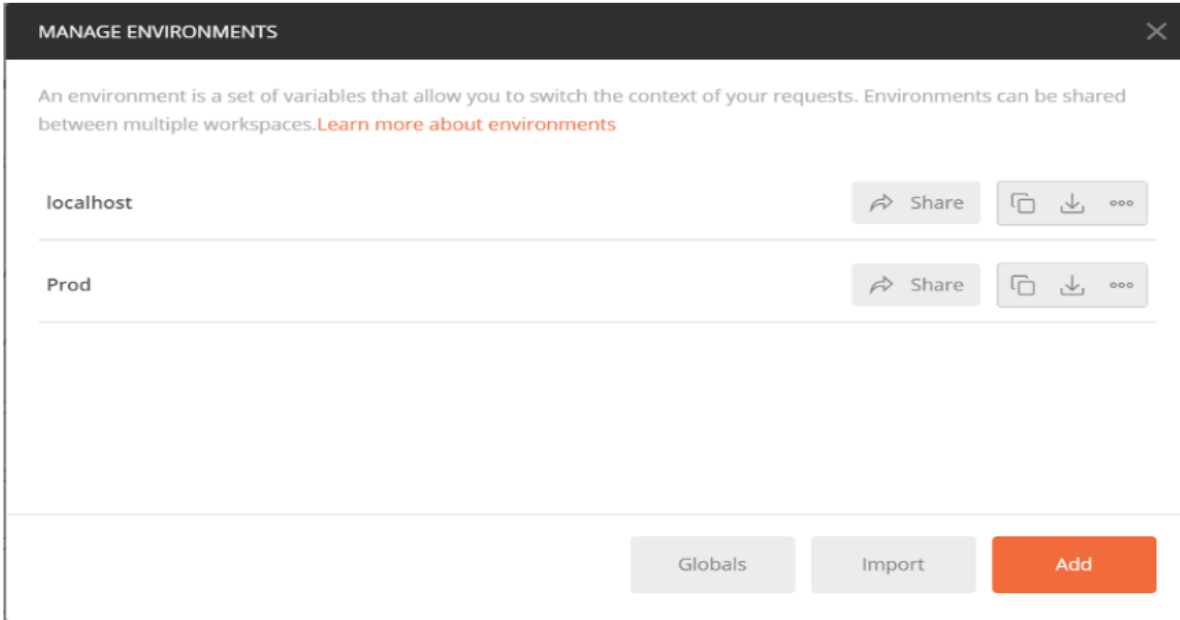 MANAGE ENVIRONMENTS
An environment is a set of variables that allow you to switch the context of your requests. Environments can be shared
between multiple workspaces.Learn more about environments
localhost
Share
Prod
Share
Globals
Import
Add